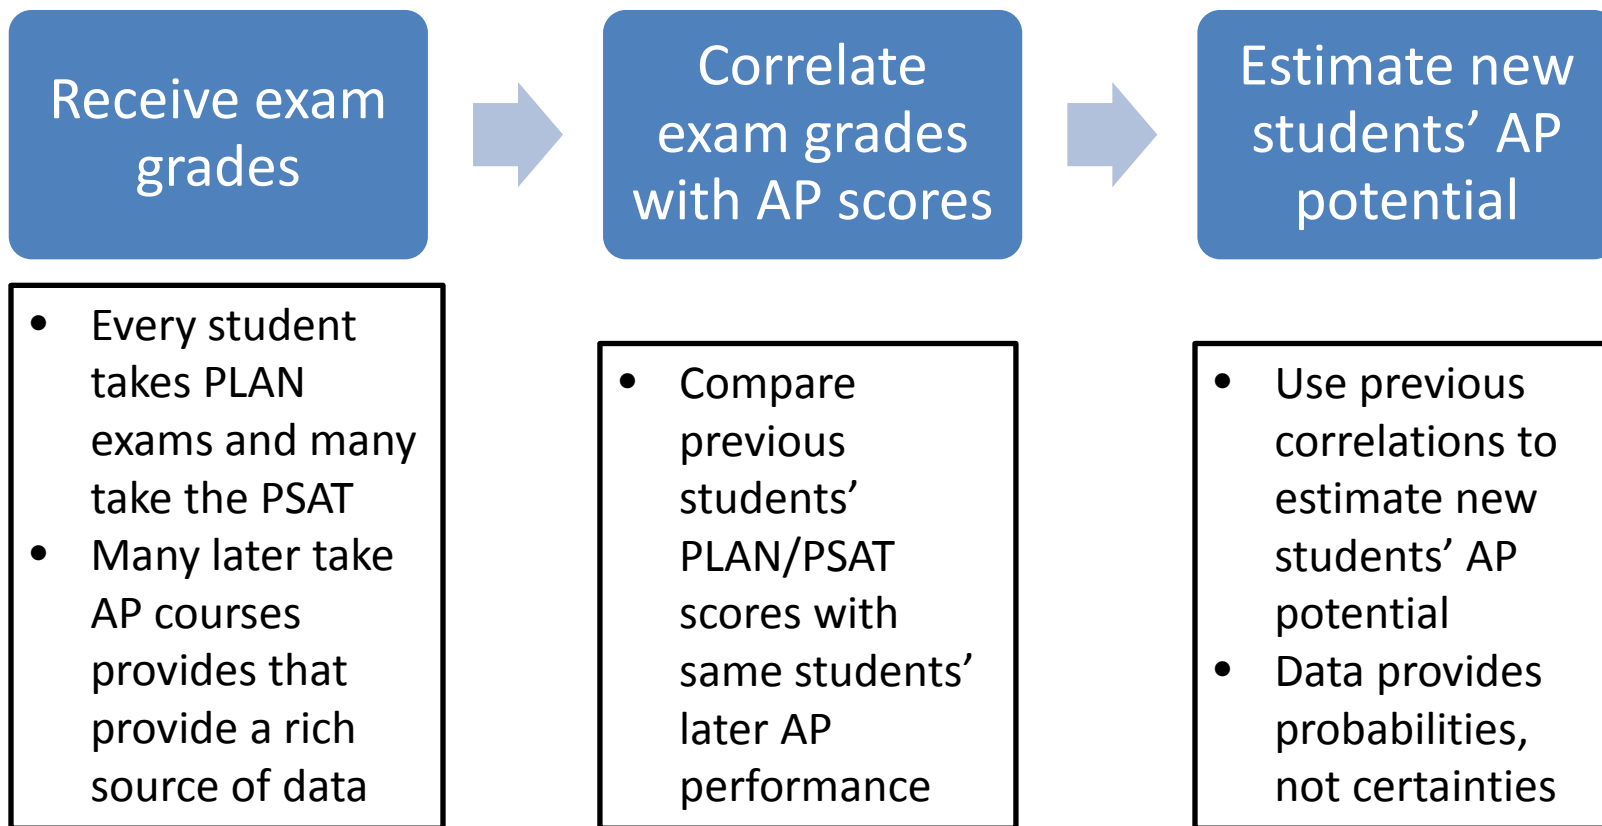 Receive exam
grades
Correlate
exam grades
with AP scores
Estimate new
students’ AP
potential
• Every student
takes PLAN
exams and many
take the PSAT
• Many later take
AP courses
provides that
provide a rich
source of data
• Compare
previous
students’
PLAN/PSAT
scores with
same students’
later AP
performance
• Use previous
correlations to
estimate new
students’ AP
potential
• Data provides
probabilities,
not certainties